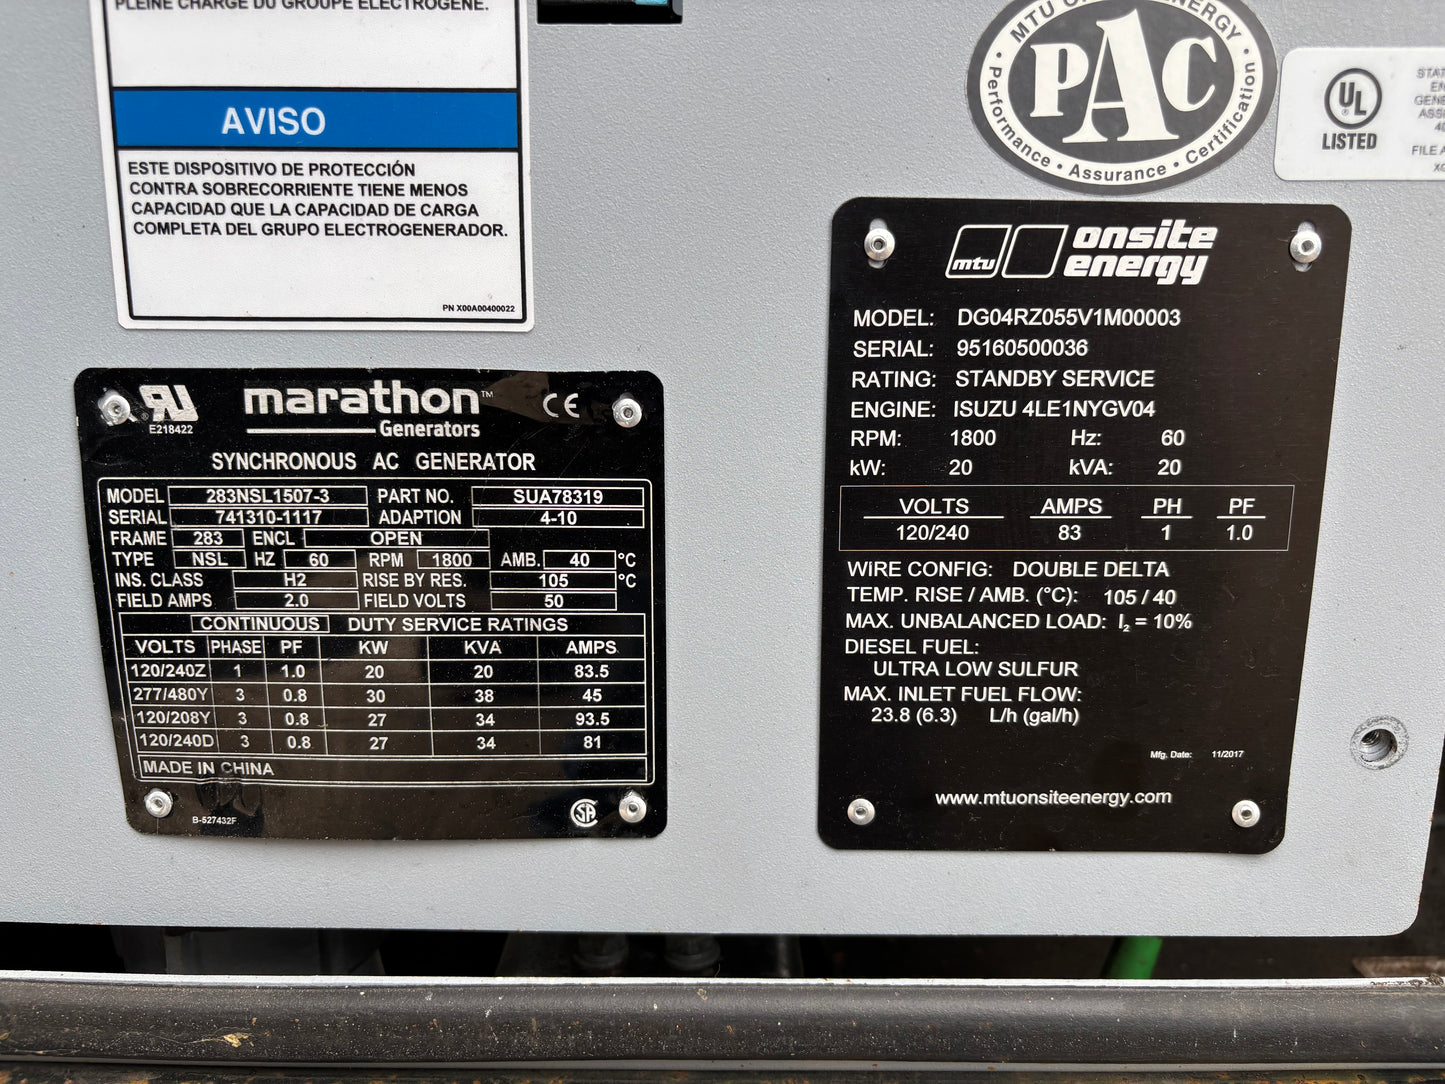 PLEINE CHARGE DU GROUPE ÉLECTROGÈNE.
AVISO
ESTE DISPOSITIVO DE PROTECCIÓN
CONTRA SOBRECORRIENTE TIENE MENOS
CAPACIDAD QUE LA CAPACIDAD DE CARGA
COMPLETA DEL GRUPO ELECTROGENERADOR.
PN X00A00400022
MTU ENERGY
PAC
Performance • Assurance • Certification
UL
LISTED
FILE
RU
E218422
marathon™
Generators
CE
SYNCHRONOUS AC GENERATOR
MODEL 283NSL1507-3 PART NO. SUA78319
SERIAL 741310-1117 ADAPTION 4-10
FRAME 283 ENCL OPEN
TYPE NSL HZ 60 RPM 1800 AMB. 40 °C
INS. CLASS H2 RISE BY RES. 105 °C
FIELD AMPS 2.0 FIELD VOLTS 50
CONTINUOUS DUTY SERVICE RATINGS
VOLTS PHASE PF KW KVA AMPS
120/240Z 1 1.0 20 20 83.5
277/480Y 3 0.8 30 38 45
120/208Y 3 0.8 27 34 93.5
120/240D 3 0.8 27 34 81
MADE IN CHINA
B-527432F
SA
mtu onsite energy
MODEL: DG04RZ055V1M00003
SERIAL: 95160500036
RATING: STANDBY SERVICE
ENGINE: ISUZU 4LE1NYGV04
RPM: 1800 Hz: 60
kW: 20 kVA: 20
VOLTS AMPS PH PF
120/240 83 1 1.0
WIRE CONFIG: DOUBLE DELTA
TEMP. RISE / AMB. (°C): 105 / 40
MAX. UNBALANCED LOAD: I₂ = 10%
DIESEL FUEL:
ULTRA LOW SULFUR
MAX. INLET FUEL FLOW:
23.8 (6.3) L/h (gal/h)
Mfg. Date: 11/2017
www.mtuonsiteenergy.com